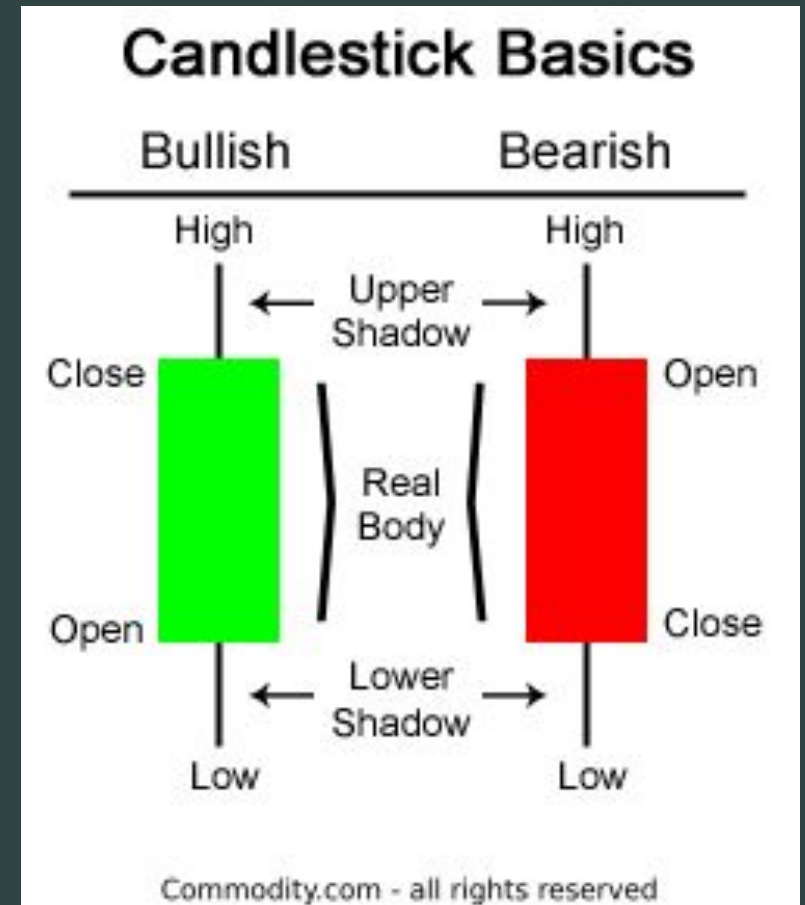 Candlestick Basics
Bullish Bearish
High High
Upper
Shadow
Close Open
Real
Body
Open Close
Lower
Shadow
Low Low
Commodity.com - all rights reserved